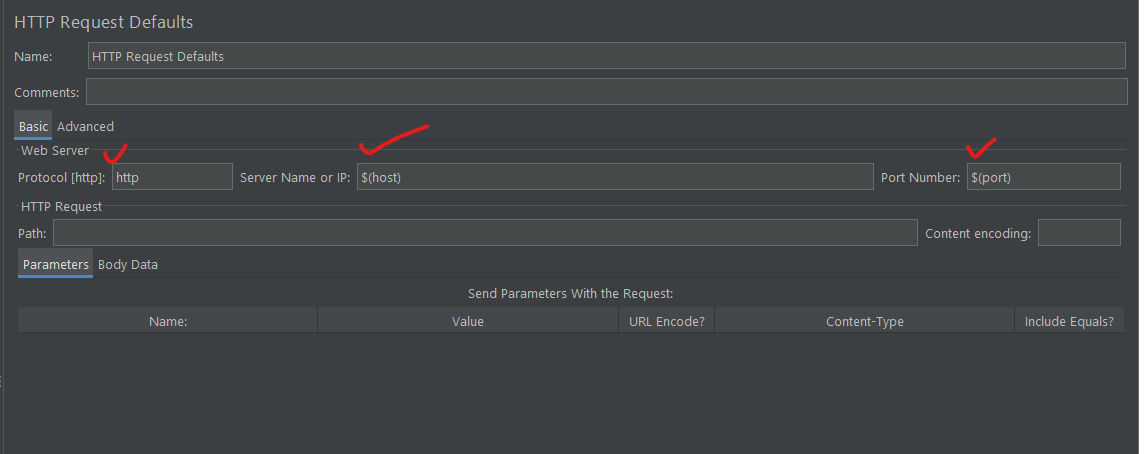 HTTP Request Defaults
Name: HTTP Request Defaults
Comments:
Basic Advanced
Web Server
Protocol [http]: http Server Name or IP: $(host) Port Number: $(port)
HTTP Request
Path: Content encoding:
Parameters Body Data
Send Parameters With the Request:
Name: Value URL Encode? Content-Type Include Equals?